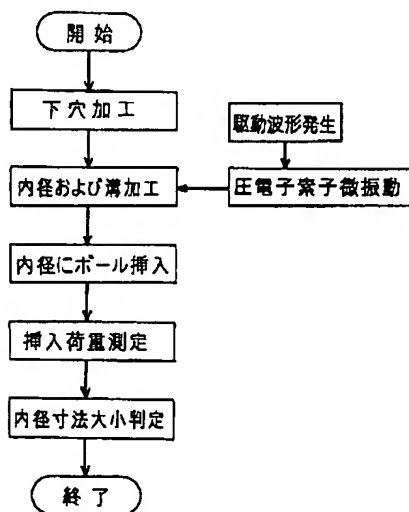 開始
下穴加工
駆動波形発生
内径および溝加工
圧電子素子微振動
内径にボール挿入
挿入荷重測定
内径寸法大小判定
終了